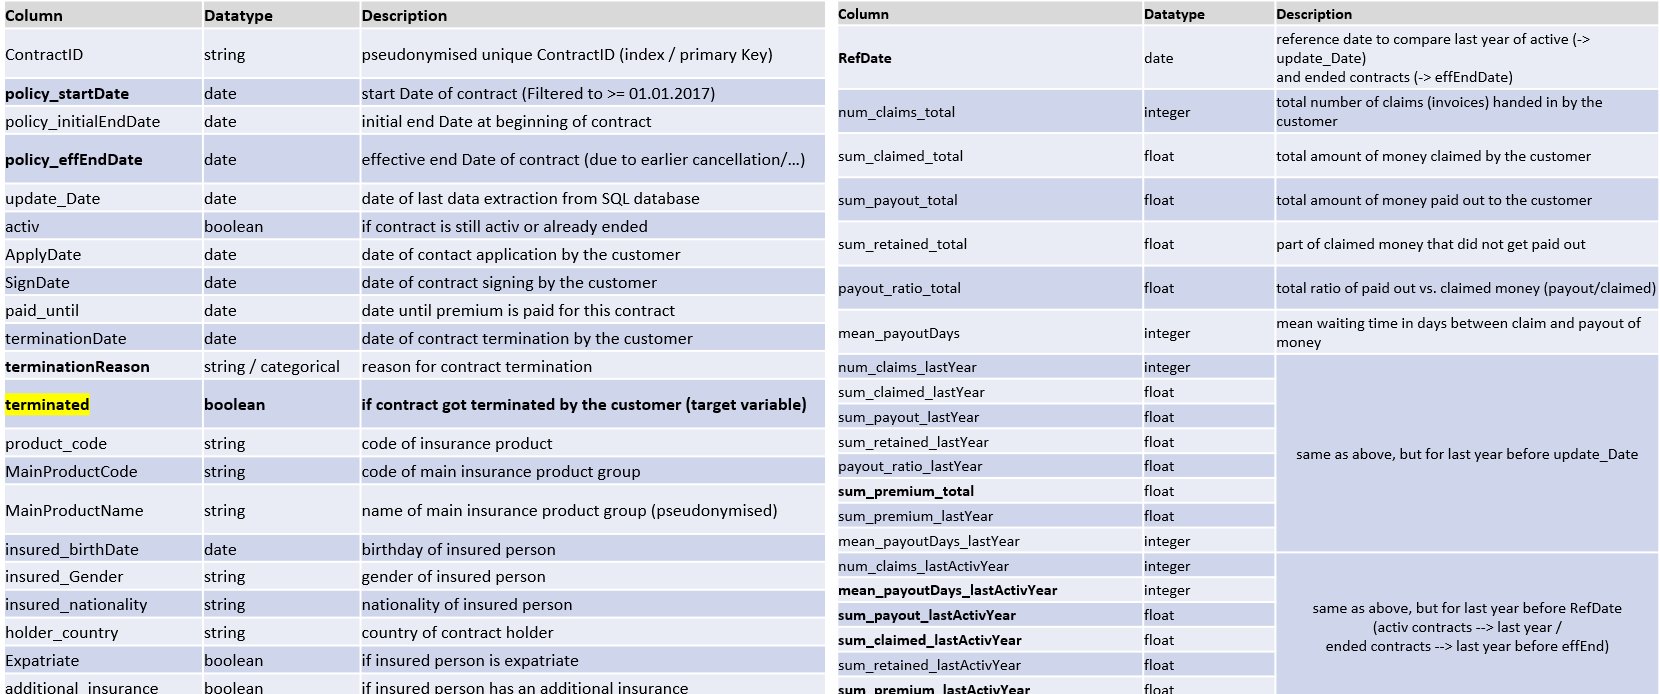 Column Datatype Description
ContractID string pseudonymised unique ContractID (index / primary Key)
policy_startDate date start Date of contract (Filtered to >= 01.01.2017)
policy_initialEndDate date initial end Date at beginning of contract
policy_effEndDate date effective end Date of contract (due to earlier cancellation/...)
update_Date date date of last data extraction from SQL database
activ boolean if contract is still activ or already ended
ApplyDate date date of contact application by the customer
SignDate date date of contract signing by the customer
paid_until date date until premium is paid for this contract
terminationDate date date of contract termination by the customer
terminationReason string / categorical reason for contract termination
terminated boolean if contract got terminated by the customer (target variable)
product_code string code of insurance product
MainProductCode string code of main insurance product group
MainProductName string name of main insurance product group (pseudonymised)
insured_birthDate date birthday of insured person
insured_Gender string gender of insured person
insured_nationality string nationality of insured person
holder_country string country of contract holder
Expatriate boolean if insured person is expatriate
additional_insurance boolean if insured person has an additional insurance
Column Datatype Description
RefDate date reference date to compare last year of active (->
update_Date)
and ended contracts (-> effEndDate)
num_claims_total integer total number of claims (invoices) handed in by the
customer
sum_claimed_total float total amount of money claimed by the customer
sum_payout_total float total amount of money paid out to the customer
sum_retained_total float part of claimed money that did not get paid out
payout_ratio_total float total ratio of paid out vs. claimed money (payout/claimed)
mean_payoutDays integer mean waiting time in days between claim and payout of
money
num_claims_lastYear integer
sum_claimed_lastYear float
sum_payout_lastYear float
sum_retained_lastYear float
same as above, but for last year before update_Date
payout_ratio_lastYear float
sum_premium_total float
sum_premium_lastYear float
mean_payoutDays_lastYear integer
num_claims_lastActivYear integer
mean_payoutDays_lastActivYear integer
same as above, but for last year before RefDate
sum_payout_lastActivYear float
(activ contracts --> last year /
sum_claimed_lastActivYear float
ended contracts --> last year before effEnd)
sum_retained_lastActivYear float
sum_premium_lastActivYear float